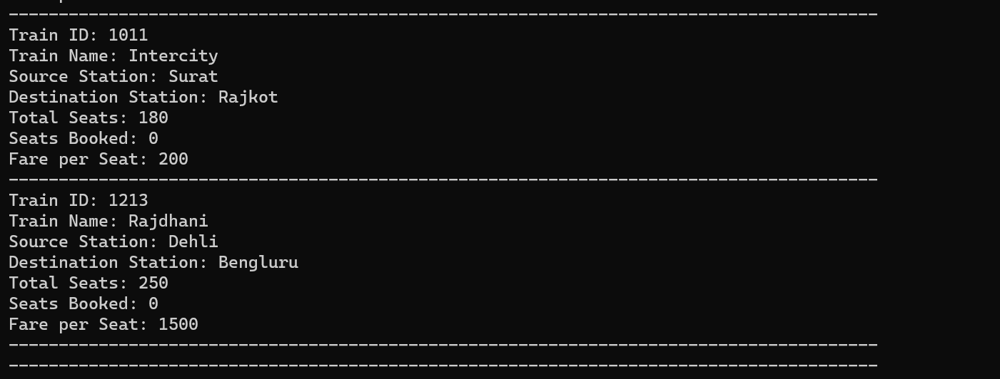 ----------------------------------------------------------------------------------------
Train ID: 1011
Train Name: Intercity
Source Station: Surat
Destination Station: Rajkot
Total Seats: 180
Seats Booked: 0
Fare per Seat: 200
----------------------------------------------------------------------------------------
Train ID: 1213
Train Name: Rajdhani
Source Station: Dehli
Destination Station: Bengluru
Total Seats: 250
Seats Booked: 0
Fare per Seat: 1500
----------------------------------------------------------------------------------------
----------------------------------------------------------------------------------------